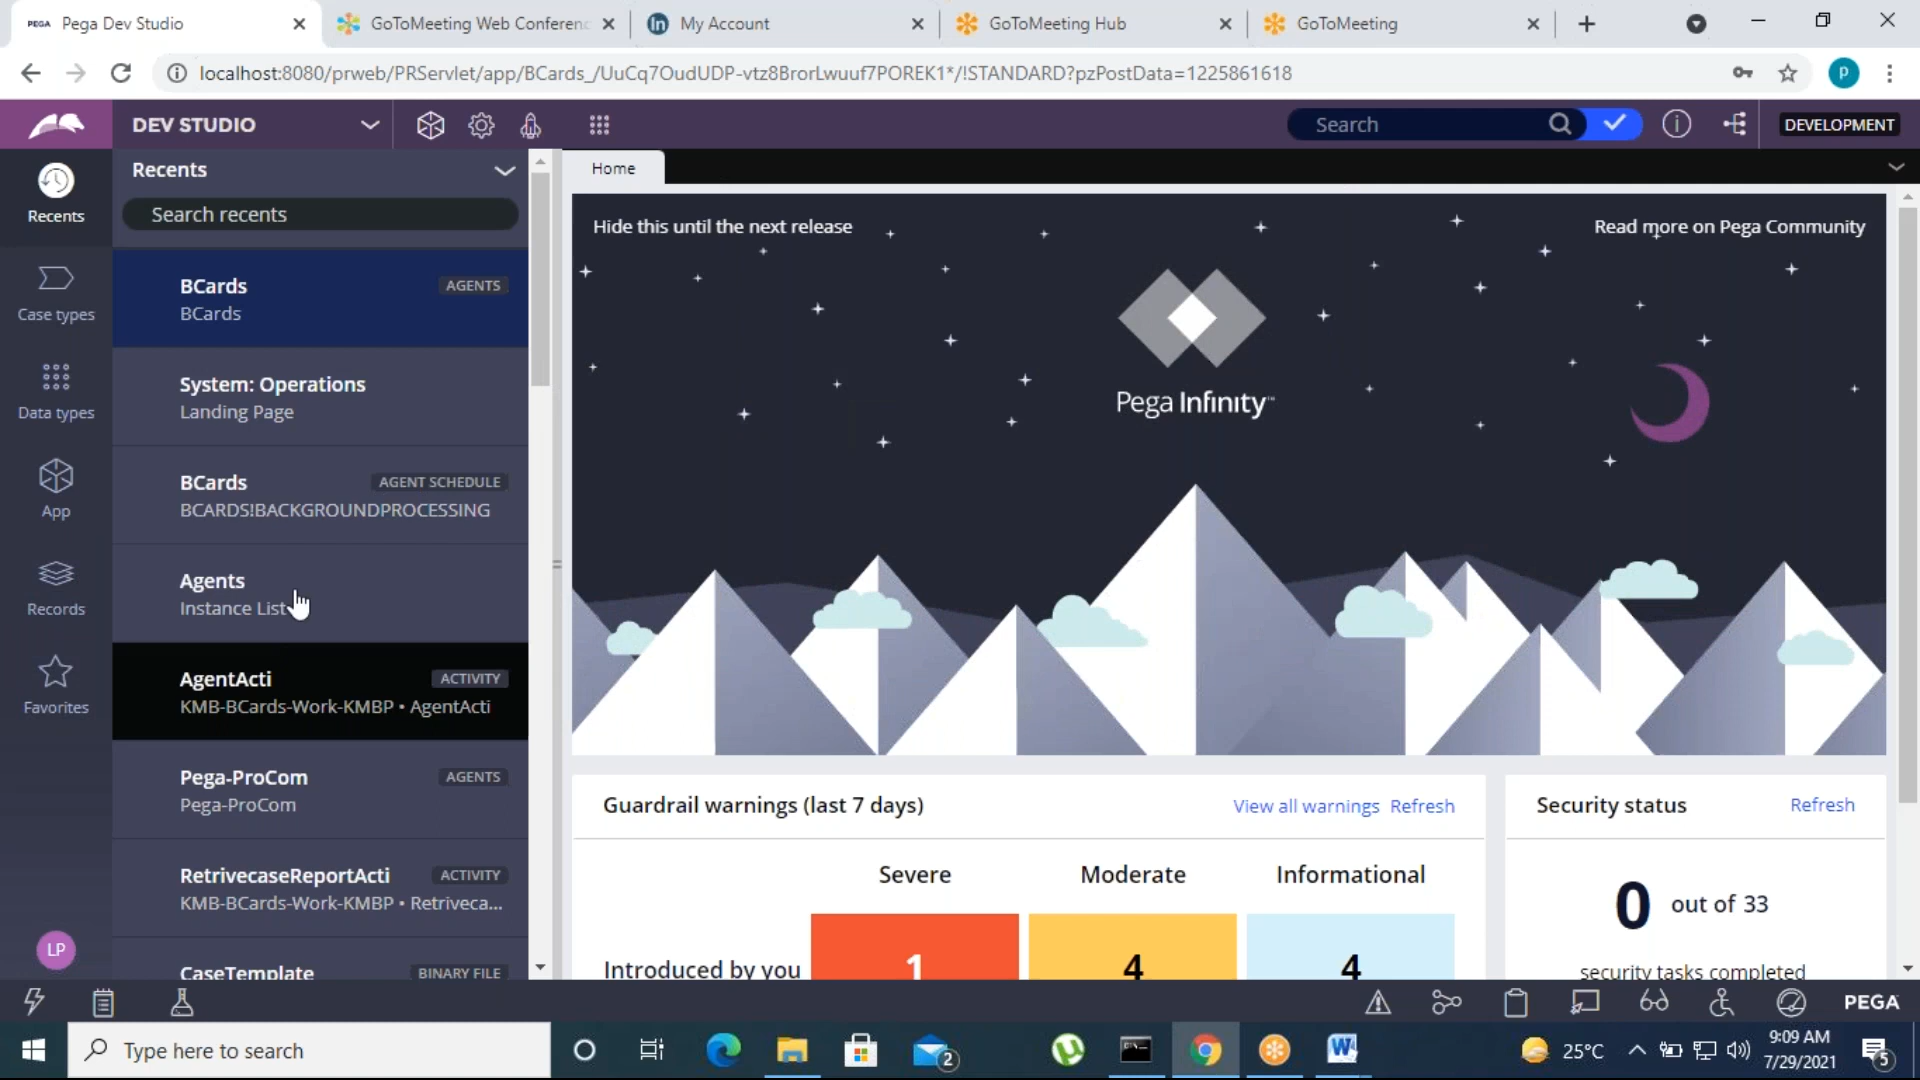 PEGA Pega Dev Studio
GoToMeeting Web Conferenc
in My Account
GoToMeeting Hub
GoToMeeting
localhost:8080/prweb/PRServlet/app/BCards_/UuCq7OudUDP-vtz8BrorLwuuf7POREK1*/!STANDARD?pzPostData=1225861618
P
DEV STUDIO
Search
DEVELOPMENT
Recents
Case types
Data types
App
Records
Favorites
LP
Recents
Search recents
BCards AGENTS
BCards
System: Operations
Landing Page
BCards AGENT SCHEDULE
BCARDS!BACKGROUNDPROCESSING
Agents
Instance List
AgentActi ACTIVITY
KMB-BCards-Work-KMBP • AgentActi
Pega-ProCom AGENTS
Pega-ProCom
RetrivecaseReportActi ACTIVITY
KMB-BCards-Work-KMBP • Retriveca...
CaseTemplate BINARY FILE
Home
Hide this until the next release
Read more on Pega Community
Pega Infinity™
Guardrail warnings (last 7 days)
View all warnings Refresh
Severe Moderate Informational
Introduced by you 1 4 4
Security status Refresh
0 out of 33
security tasks completed
PEGA
Type here to search
2
25°C
9:09 AM
7/29/2021
5